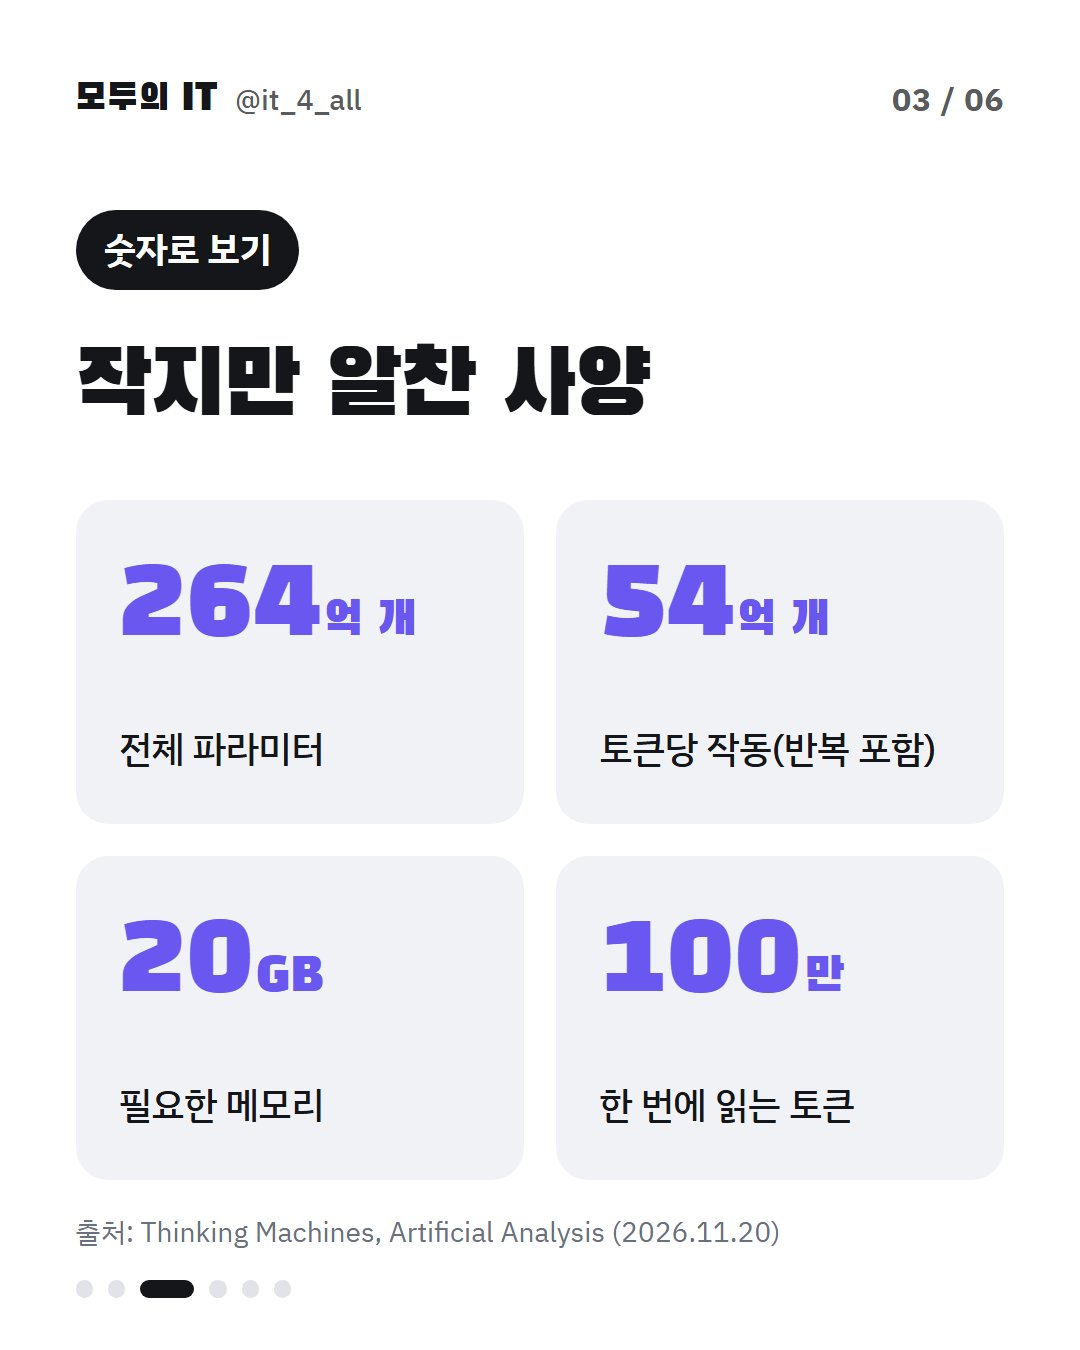 모두의 IT @it_4_all 03 / 06
숫자로 보기
작지만 알찬 사양
264억 개
전체 파라미터
54억 개
토큰당 작동(반복 포함)
20GB
필요한 메모리
100만
한 번에 읽는 토큰
출처: Thinking Machines, Artificial Analysis (2026.11.20)